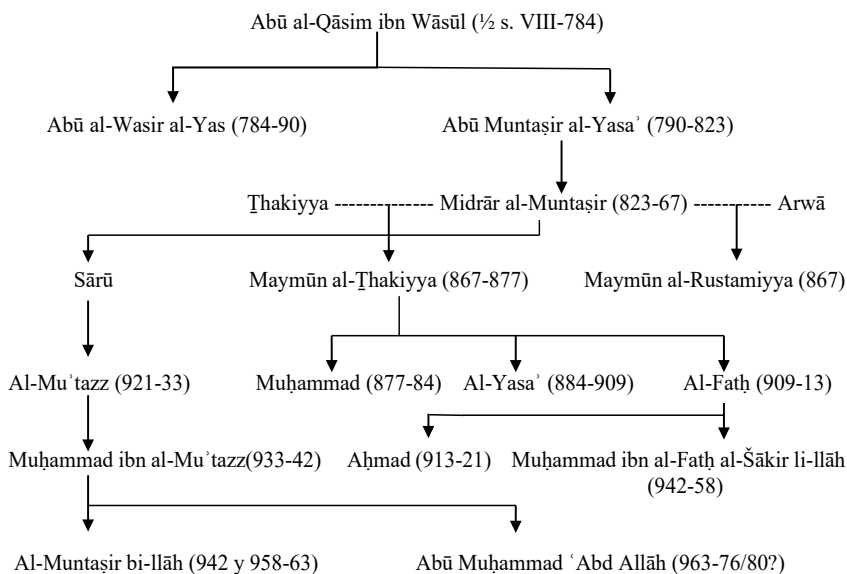 Abū al-Qāsim ibn Wāsūl (½ s. VIII-784)
Abū al-Wasir al-Yas (784-90) Abū Muntaṣir al-Yasaʾ (790-823)
Ṯhakiyya ------------- Midrār al-Muntaṣir (823-67) ---------- Arwā
Sārū Maymūn al-Ṯhakiyya (867-877) Maymūn al-Rustamiyya (867)
Al-Muʾtazz (921-33) Muḥammad (877-84) Al-Yasaʾ (884-909) Al-Fatḥ (909-13)
Muḥammad ibn al-Muʾtazz(933-42) Aḥmad (913-21) Muḥammad ibn al-Fatḥ al-Šākir li-llāh
(942-58)
Al-Muntaṣir bi-llāh (942 y 958-63) Abū Muḥammad ʿAbd Allāh (963-76/80?)